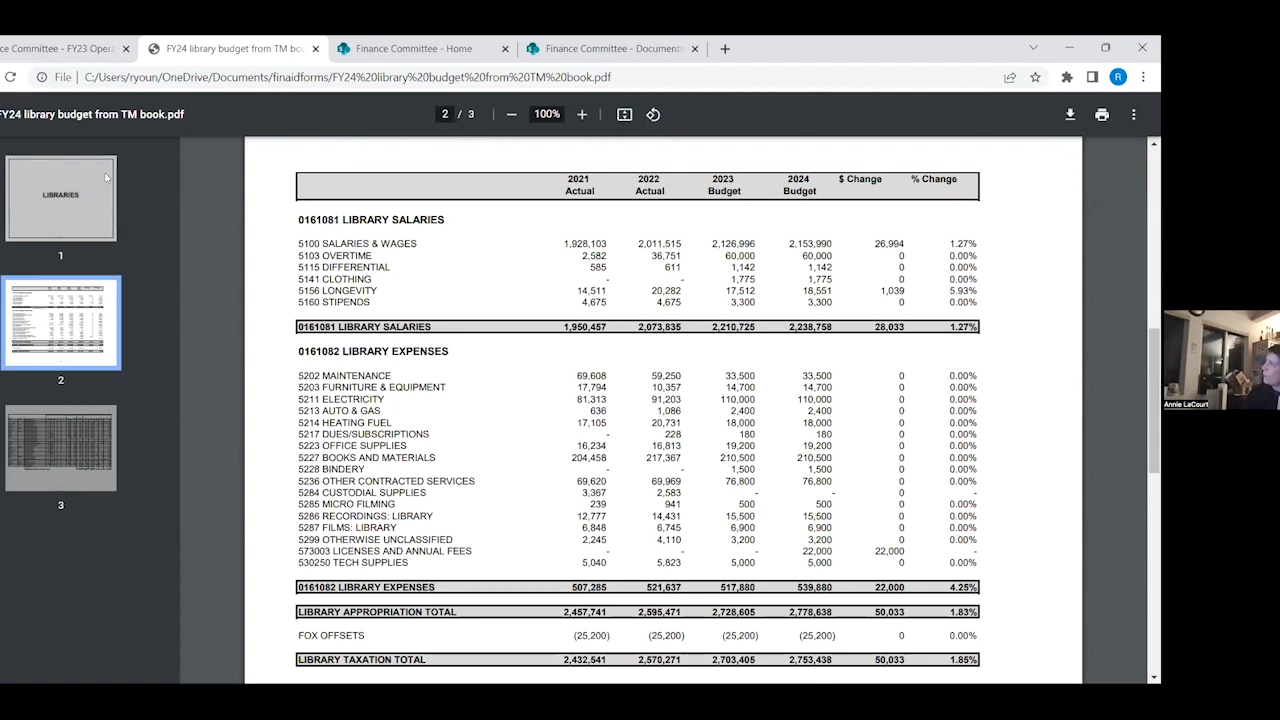 ce Committee - FY23 Opera
FY24 library budget from TM boo
Finance Committee - Home
Finance Committee - Documents
File
C:/Users/ryoun/OneDrive/Documents/finaidforms/FY24%20library%20budget%20from%20TM%20book.pdf
R
FY24 library budget from TM book.pdf
2 / 3
100%
LIBRARIES
1
2
3
2021 2022 2023 2024 $ Change % Change
Actual Actual Budget Budget
0161081 LIBRARY SALARIES
5100 SALARIES & WAGES 1,928,103 2,011,515 2,126,996 2,153,990 26,994 1.27%
5103 OVERTIME 2,582 36,751 60,000 60,000 0 0.00%
5115 DIFFERENTIAL 585 611 1,142 1,142 0 0.00%
5141 CLOTHING - - 1,775 1,775 0 0.00%
5156 LONGEVITY 14,511 20,282 17,512 18,551 1,039 5.93%
5160 STIPENDS 4,675 4,675 3,300 3,300 0 0.00%
0161081 LIBRARY SALARIES 1,950,457 2,073,835 2,210,725 2,238,758 28,033 1.27%
0161082 LIBRARY EXPENSES
5202 MAINTENANCE 69,608 59,250 33,500 33,500 0 0.00%
5203 FURNITURE & EQUIPMENT 17,794 10,357 14,700 14,700 0 0.00%
5211 ELECTRICITY 81,313 91,203 110,000 110,000 0 0.00%
5213 AUTO & GAS 636 1,086 2,400 2,400 0 0.00%
5214 HEATING FUEL 17,105 20,731 18,000 18,000 0 0.00%
5217 DUES/SUBSCRIPTIONS - 228 180 180 0 0.00%
5223 OFFICE SUPPLIES 16,234 16,813 19,200 19,200 0 0.00%
5227 BOOKS AND MATERIALS 204,458 217,367 210,500 210,500 0 0.00%
5228 BINDERY - - 1,500 1,500 0 0.00%
5236 OTHER CONTRACTED SERVICES 69,620 69,969 76,800 76,800 0 0.00%
5284 CUSTODIAL SUPPLIES 3,367 2,583 - - 0 -
5285 MICRO FILMING 239 941 500 500 0 0.00%
5286 RECORDINGS: LIBRARY 12,777 14,431 15,500 15,500 0 0.00%
5287 FILMS: LIBRARY 6,848 6,745 6,900 6,900 0 0.00%
5299 OTHERWISE UNCLASSIFIED 2,245 4,110 3,200 3,200 0 0.00%
573003 LICENSES AND ANNUAL FEES - - - 22,000 22,000 -
530250 TECH SUPPLIES 5,040 5,823 5,000 5,000 0 0.00%
0161082 LIBRARY EXPENSES 507,285 521,637 517,880 539,880 22,000 4.25%
LIBRARY APPROPRIATION TOTAL 2,457,741 2,595,471 2,728,605 2,778,638 50,033 1.83%
FOX OFFSETS (25,200) (25,200) (25,200) (25,200) 0 0.00%
LIBRARY TAXATION TOTAL 2,432,541 2,570,271 2,703,405 2,753,438 50,033 1.85%
Annie LaCourt